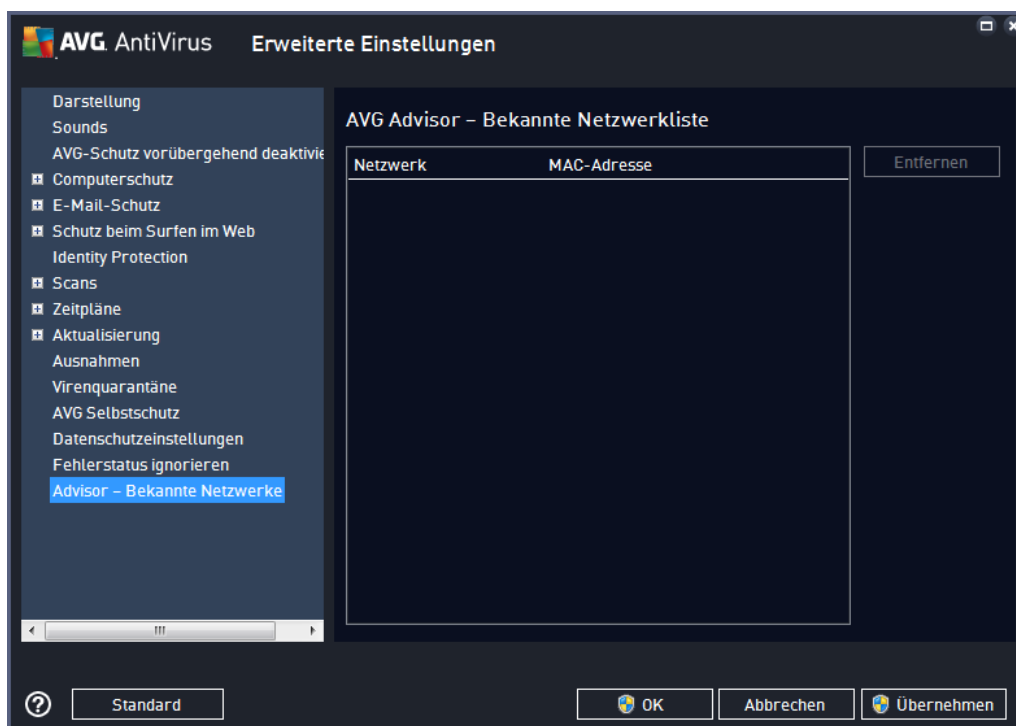 AVG. AntiVirus Erweiterte Einstellungen
Darstellung
Sounds
AVG-Schutz vorübergehend deaktivie
Computerschutz
E-Mail-Schutz
Schutz beim Surfen im Web
Identity Protection
Scans
Zeitpläne
Aktualisierung
Ausnahmen
Virenquarantäne
AVG Selbstschutz
Datenschutzeinstellungen
Fehlerstatus ignorieren
Advisor – Bekannte Netzwerke
AVG Advisor – Bekannte Netzwerkliste
Netzwerk MAC-Adresse
Entfernen
? Standard OK Abbrechen Übernehmen